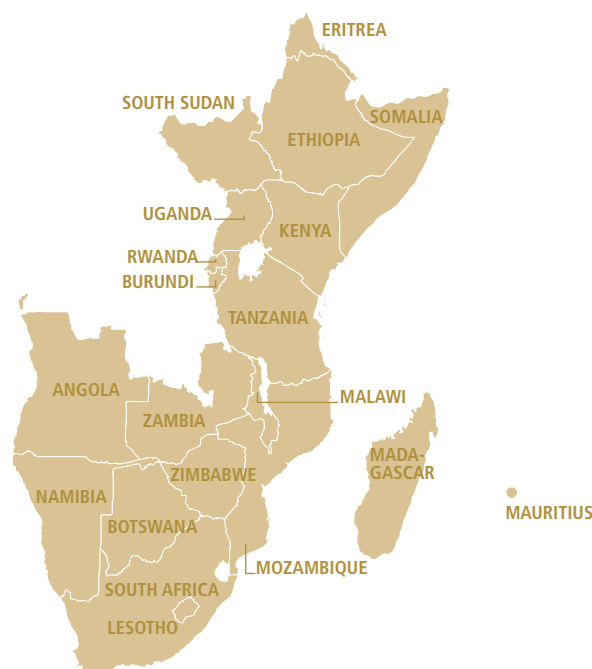 ERITREA
SOUTH SUDAN
SOMALIA
ETHIOPIA
UGANDA
KENYA
RWANDA
BURUNDI
TANZANIA
ANGOLA
MALAWI
ZAMBIA
MADA-
GASCAR
ZIMBABWE
NAMIBIA
MAURITIUS
BOTSWANA
MOZAMBIQUE
SOUTH AFRICA
LESOTHO